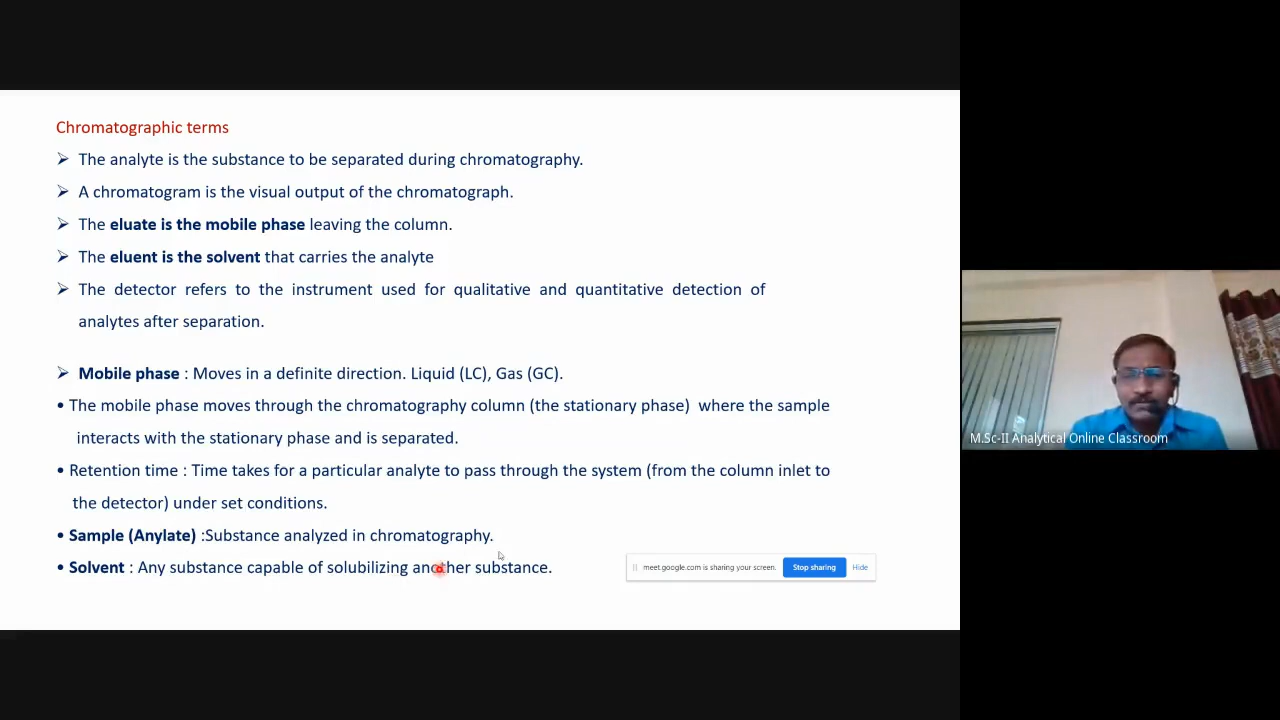 Chromatographic terms
➢ The analyte is the substance to be separated during chromatography.
➢ A chromatogram is the visual output of the chromatograph.
➢ The eluate is the mobile phase leaving the column.
➢ The eluent is the solvent that carries the analyte
➢ The detector refers to the instrument used for qualitative and quantitative detection of
analytes after separation.
➢ Mobile phase : Moves in a definite direction. Liquid (LC), Gas (GC).
• The mobile phase moves through the chromatography column (the stationary phase) where the sample
interacts with the stationary phase and is separated.
• Retention time : Time takes for a particular analyte to pass through the system (from the column inlet to
the detector) under set conditions.
• Sample (Anylate) :Substance analyzed in chromatography.
• Solvent : Any substance capable of solubilizing another substance.
meet.google.com is sharing your screen. Stop sharing Hide
M.Sc-II Analytical Online Classroom